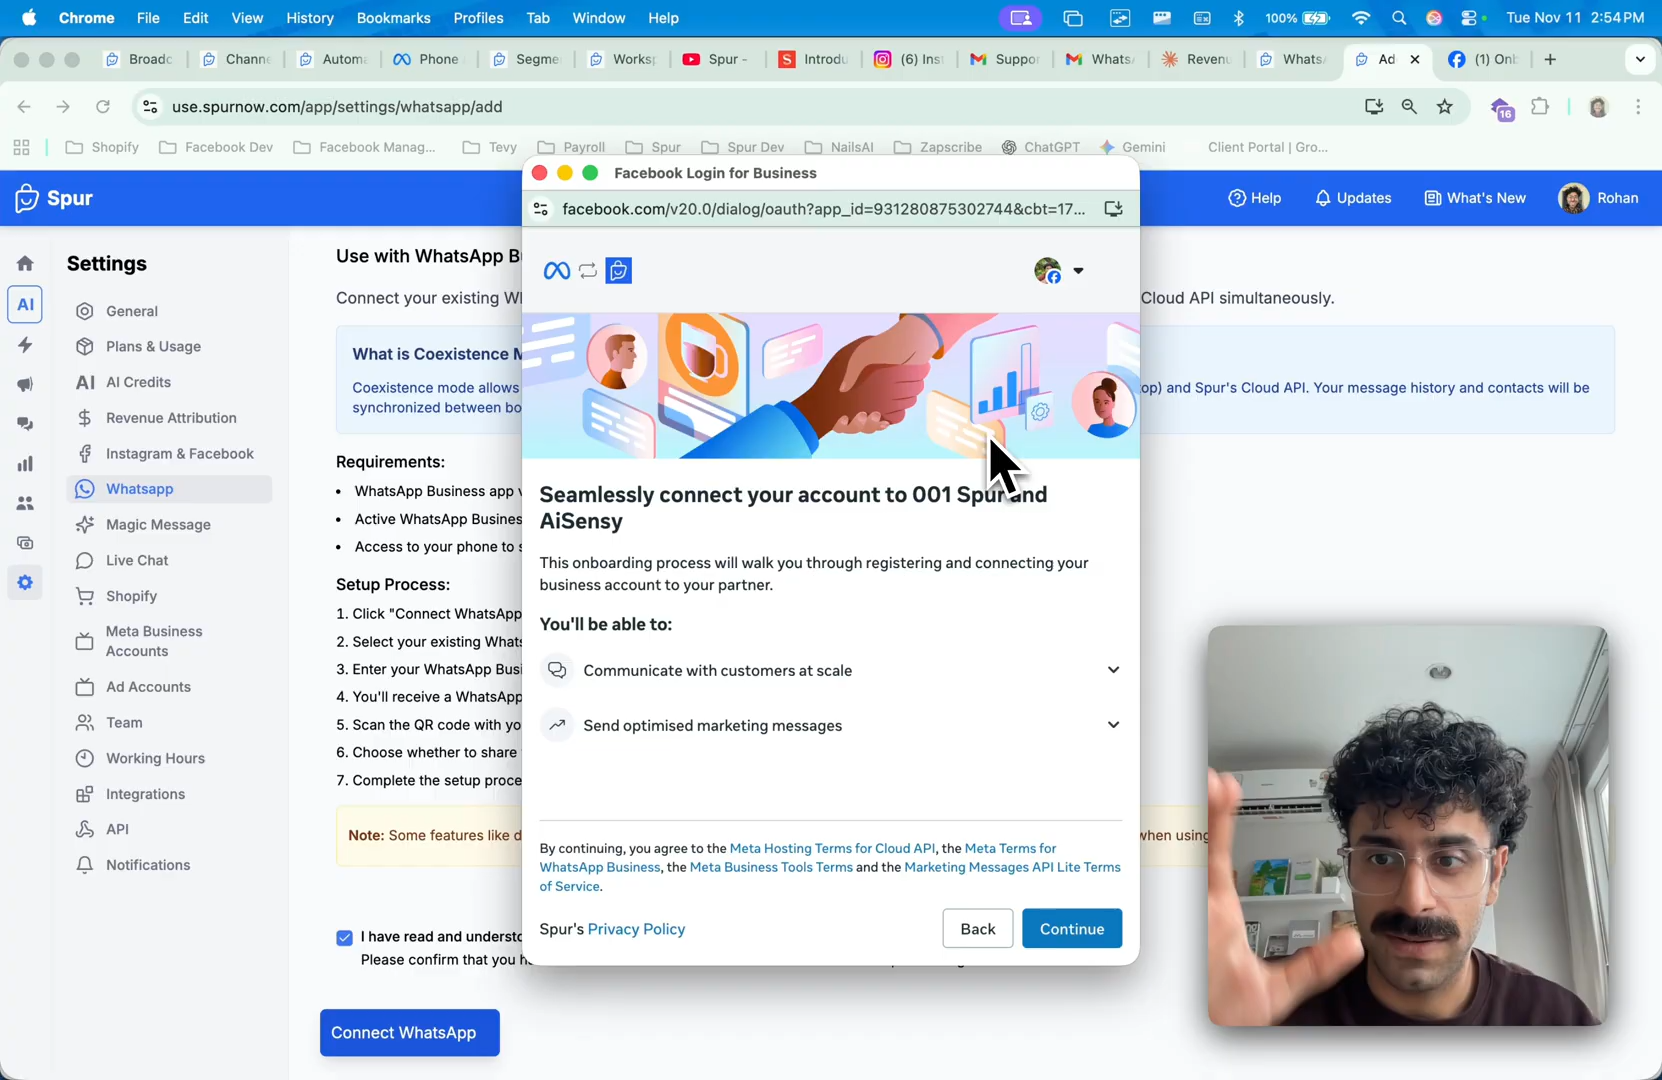 Chrome File Edit View History Bookmarks Profiles Tab Window Help 100% Tue Nov 11 2:54 PM
Broadc Channe Automa Phone Segme Worksp Spur - Introdu (6) Inst Suppor WhatsA Revenu WhatsA Ad (1) Onb
use.spurnow.com/app/settings/whatsapp/add 16
Shopify Facebook Dev Facebook Manag... Tevy Payroll Spur Spur Dev NailsAI Zapscribe ChatGPT Gemini Client Portal | Gro...
Spur Help Updates What's New Rohan
AI
Settings
General
Plans & Usage
AI AI Credits
Revenue Attribution
Instagram & Facebook
Whatsapp
Magic Message
Live Chat
Shopify
Meta Business
Accounts
Ad Accounts
Team
Working Hours
Integrations
API
Notifications
Use with WhatsApp B
Connect your existing W Cloud API simultaneously.
What is Coexistence M
Coexistence mode allows op) and Spur's Cloud API. Your message history and contacts will be
synchronized between bo
Requirements:
• WhatsApp Business app v
• Active WhatsApp Busines
• Access to your phone to s
Setup Process:
1. Click "Connect WhatsApp
2. Select your existing Whats
3. Enter your WhatsApp Busi
4. You'll receive a WhatsApp
5. Scan the QR code with yo
6. Choose whether to share
7. Complete the setup proce
Note: Some features like d when using
I have read and understo
Please confirm that you h
Connect WhatsApp
Facebook Login for Business
facebook.com/v20.0/dialog/oauth?app_id=931280875302744&cbt=17...
Seamlessly connect your account to 001 Spur and
AiSensy
This onboarding process will walk you through registering and connecting your
business account to your partner.
You'll be able to:
Communicate with customers at scale
Send optimised marketing messages
By continuing, you agree to the Meta Hosting Terms for Cloud API, the Meta Terms for
WhatsApp Business, the Meta Business Tools Terms and the Marketing Messages API Lite Terms
of Service.
Spur's Privacy Policy Back Continue